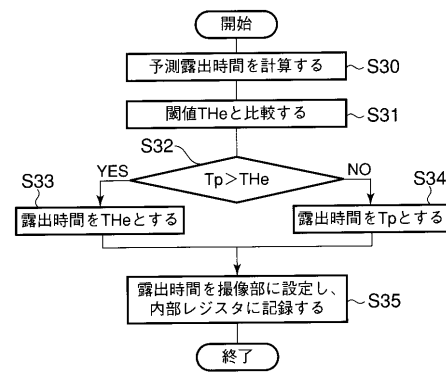 開始
予測露出時間を計算する
S30
閾値THeと比較する
S31
S32
Tp>THe
YES
NO
S33
露出時間をTHeとする
S34
露出時間をTpとする
露出時間を撮像部に設定し、
内部レジスタに記録する
S35
終了